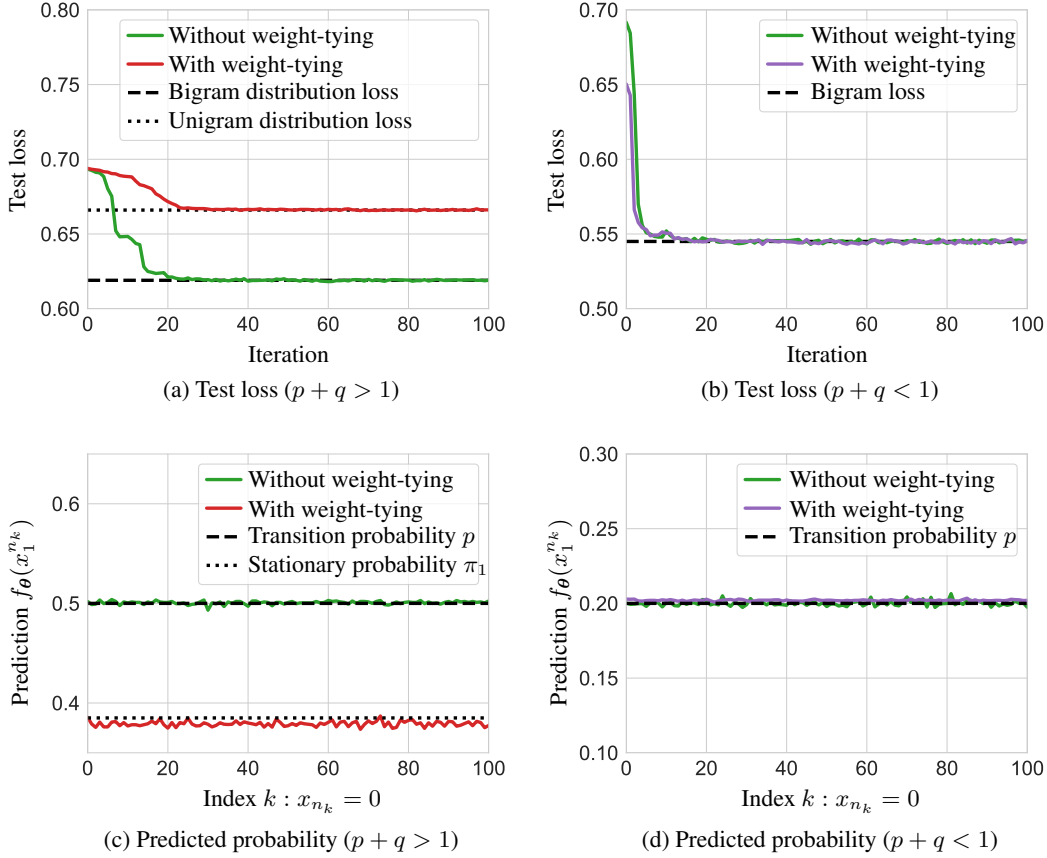 0.80
0.75
0.70
0.65
0.60
Test loss
Without weight-tying
With weight-tying
Bigram distribution loss
Unigram distribution loss
0 20 40 60 80 100
Iteration
(a) Test loss (p + q > 1)
0.70
0.65
0.60
0.55
0.50
Test loss
Without weight-tying
With weight-tying
Bigram loss
0 20 40 60 80 100
Iteration
(b) Test loss (p + q < 1)
0.6
0.5
0.4
Prediction f_θ(x_1^{n_k})
Without weight-tying
With weight-tying
Transition probability p
Stationary probability π_1
0 20 40 60 80 100
Index k : x_{n_k} = 0
(c) Predicted probability (p + q > 1)
0.30
0.25
0.20
0.15
0.10
Prediction f_θ(x_1^{n_k})
Without weight-tying
With weight-tying
Transition probability p
0 20 40 60 80 100
Index k : x_{n_k} = 0
(d) Predicted probability (p + q < 1)